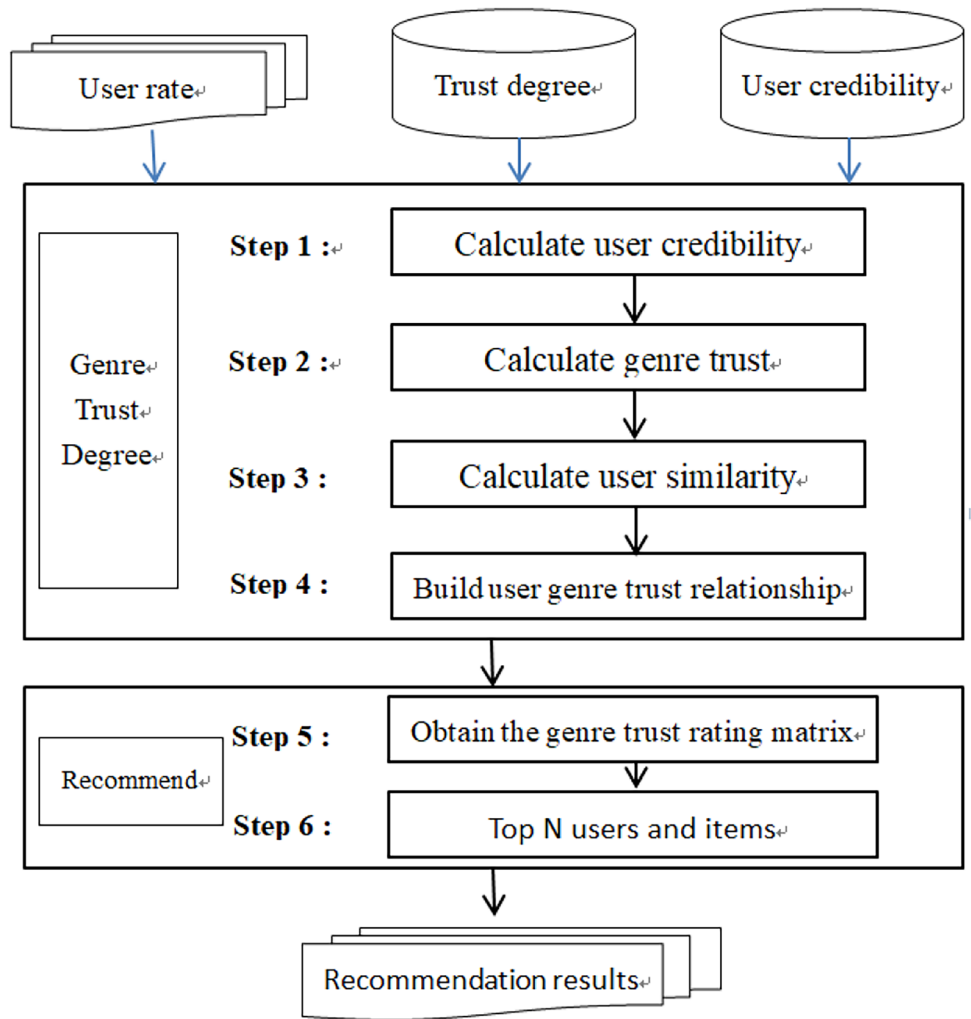 User rate
Trust degree
User credibility
Step 1 :
Calculate user credibility
Genre
Trust
Degree
Step 2 :
Calculate genre trust
Step 3 :
Calculate user similarity
Step 4 :
Build user genre trust relationship
Step 5 :
Obtain the genre trust rating matrix
Recommend
Step 6 :
Top N users and items
Recommendation results